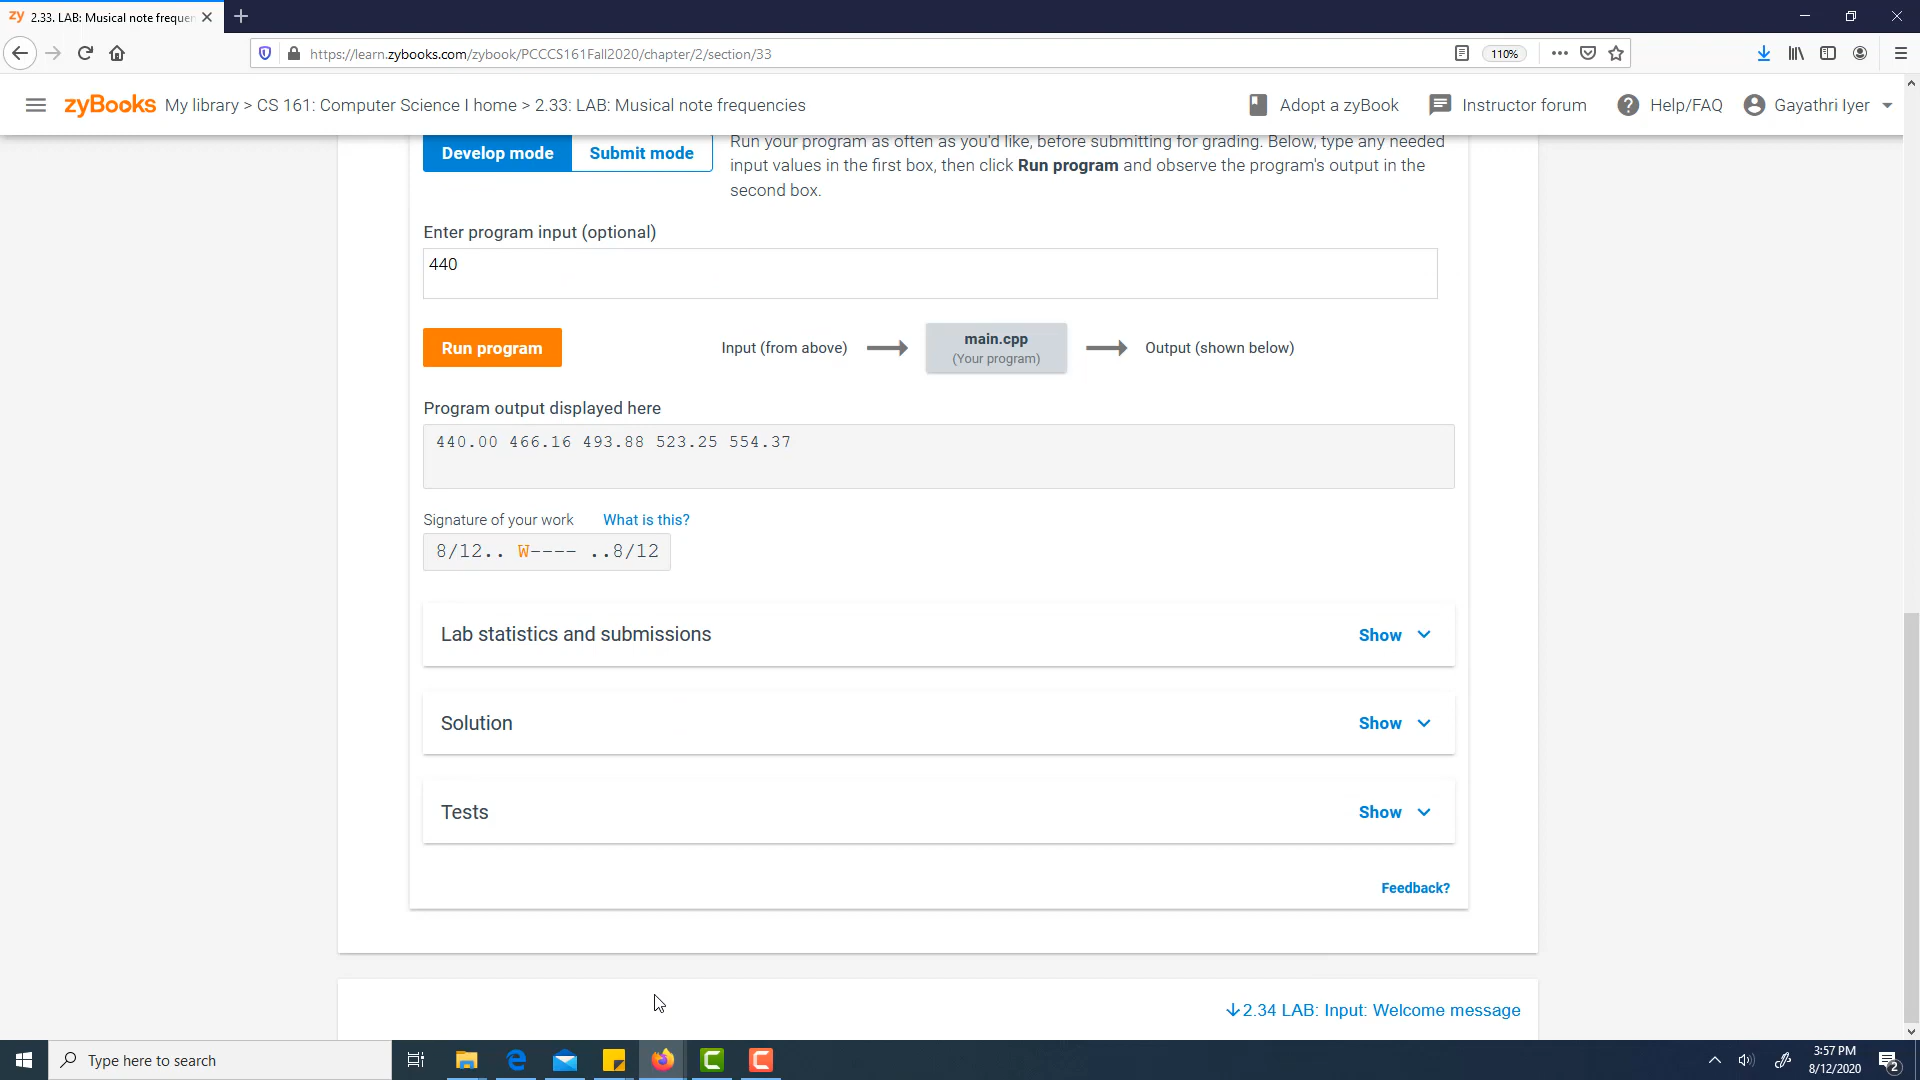 zy 2.33. LAB: Musical note frequen
https://learn.zybooks.com/zybook/PCCCS161Fall2020/chapter/2/section/33
110%
zyBooks My library > CS 161: Computer Science I home > 2.33: LAB: Musical note frequencies
Adopt a zyBook
Instructor forum
Help/FAQ
Gayathri Iyer
Develop mode
Submit mode
Run your program as often as you'd like, before submitting for grading. Below, type any needed
input values in the first box, then click Run program and observe the program's output in the
second box.
Enter program input (optional)
440
Run program
Input (from above)
main.cpp
(Your program)
Output (shown below)
Program output displayed here
440.00 466.16 493.88 523.25 554.37
Signature of your work What is this?
8/12.. W---- ..8/12
Lab statistics and submissions
Show
Solution
Show
Tests
Show
Feedback?
↓2.34 LAB: Input: Welcome message
Type here to search
3:57 PM
8/12/2020
2